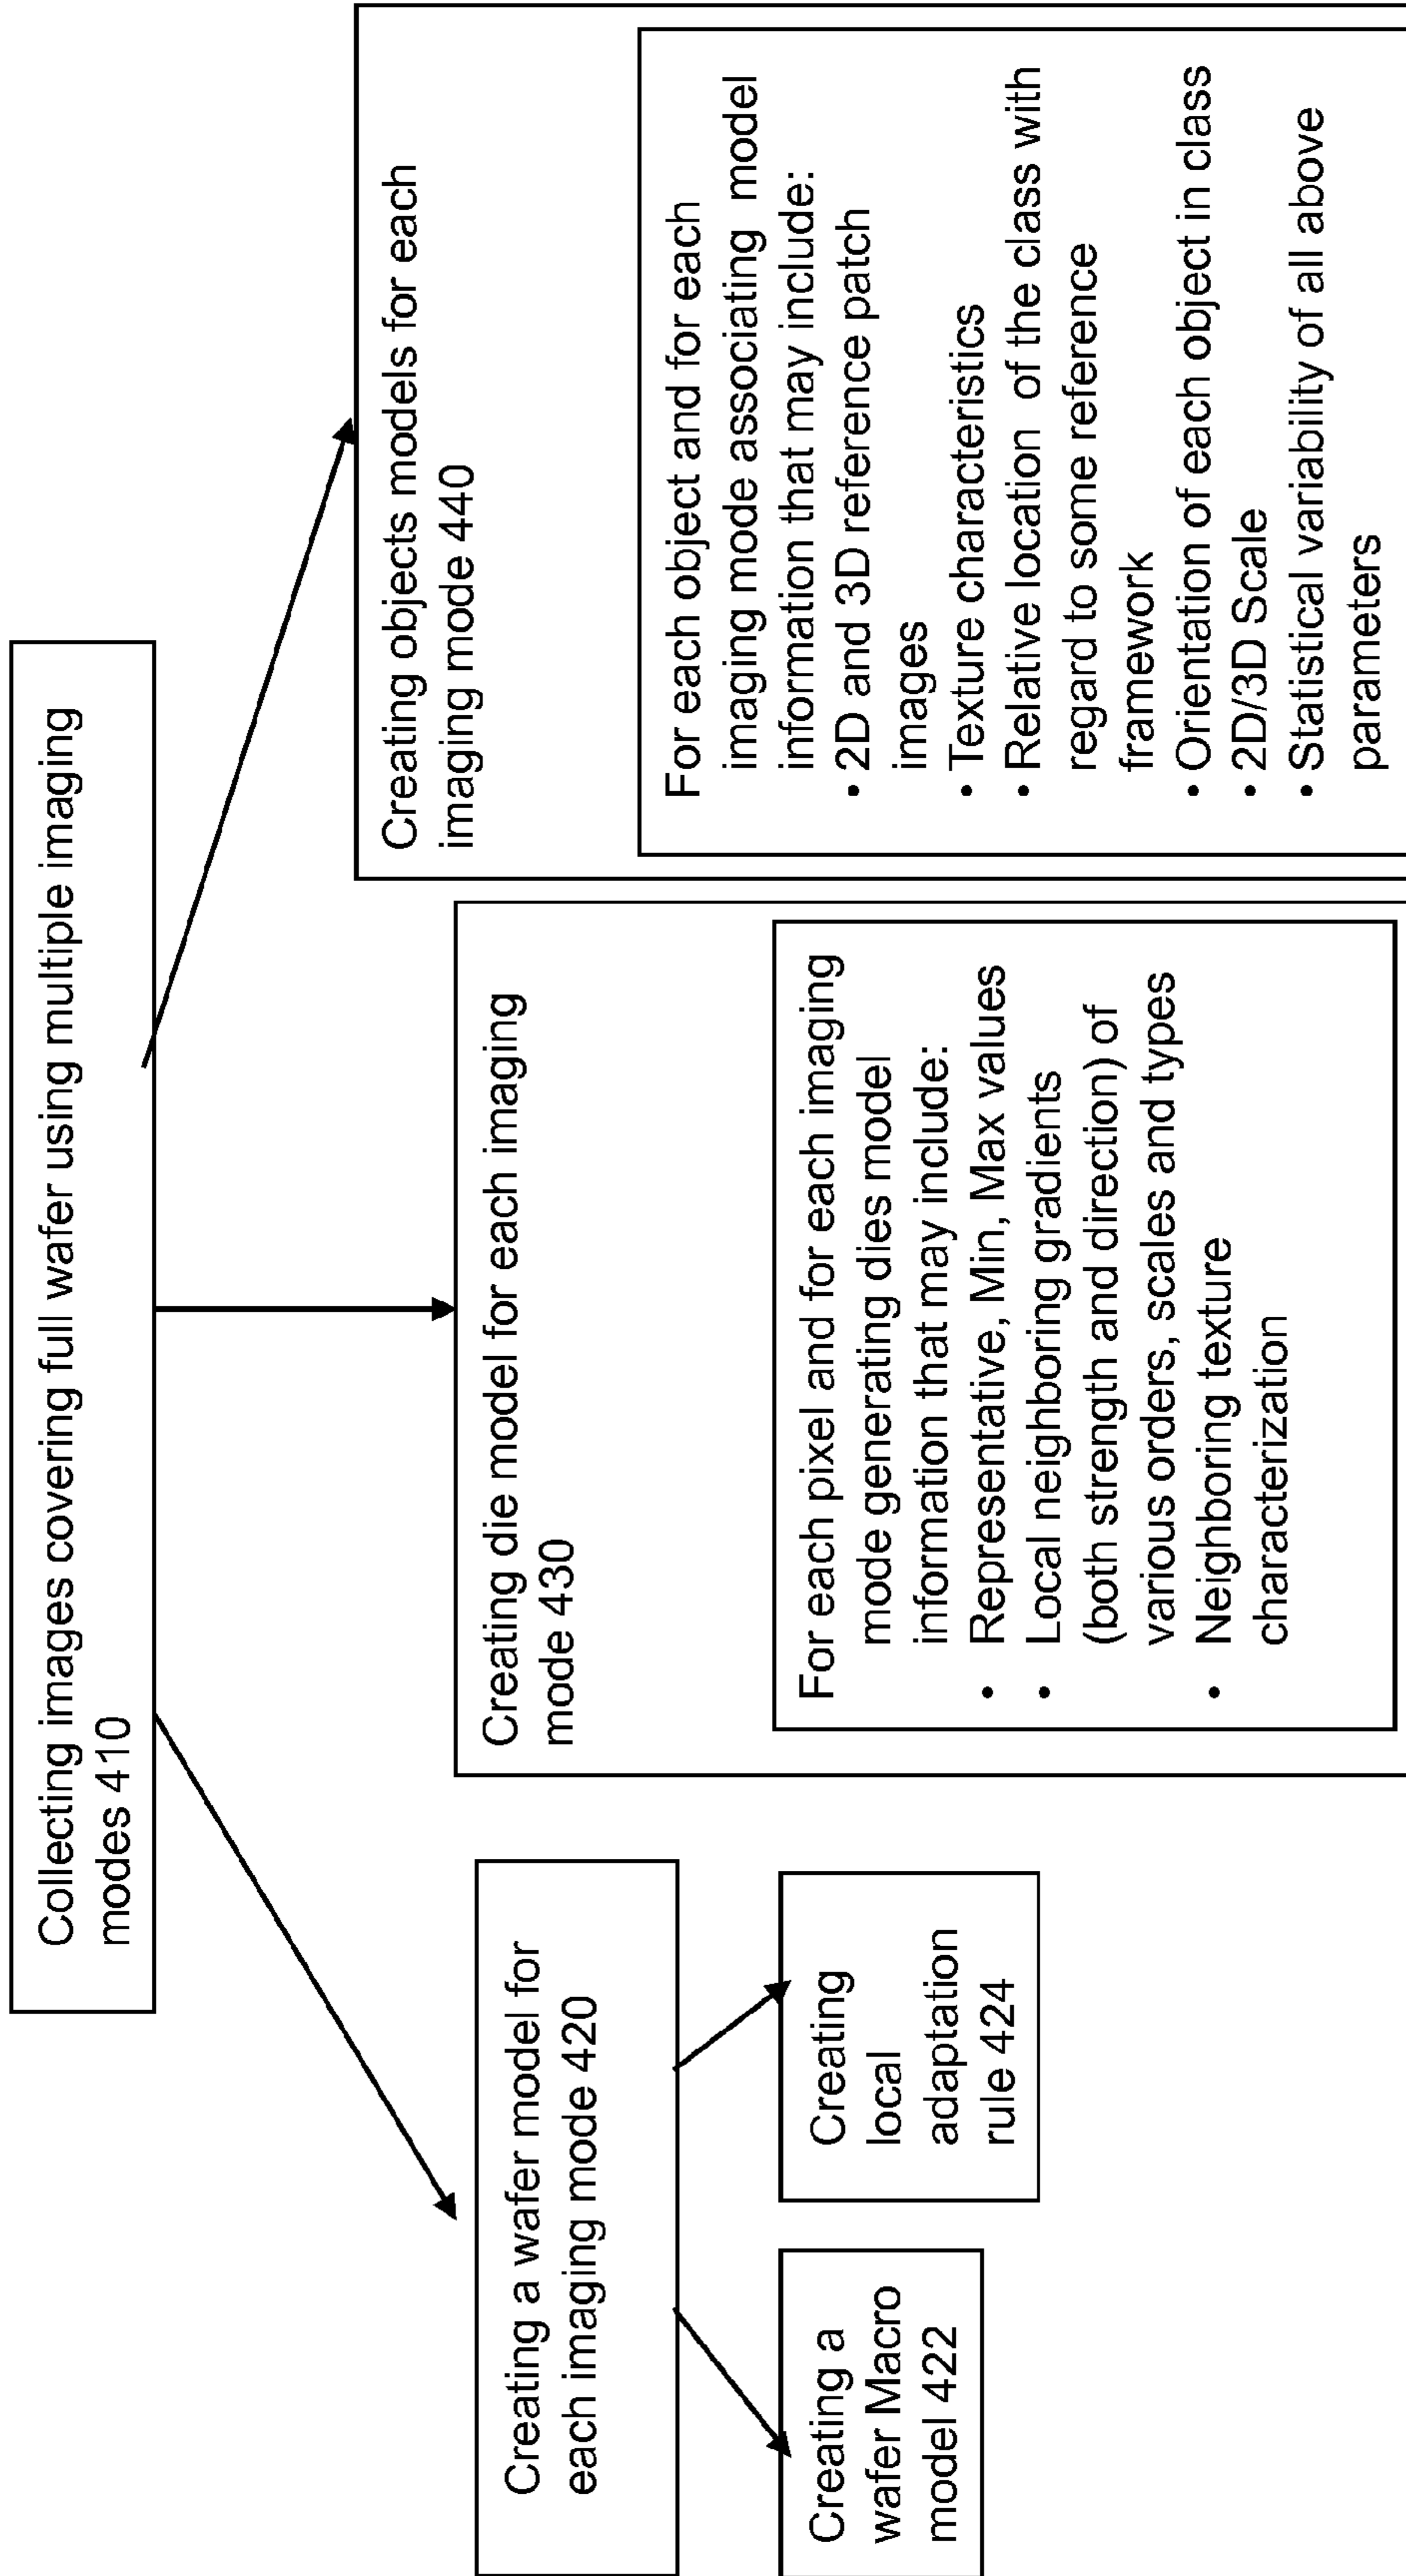 Collecting images covering full wafer using multiple imaging
modes 410
Creating a wafer model for
each imaging mode 420
Creating a
wafer Macro
model 422
Creating
local
adaptation
rule 424
Creating die model for each imaging
mode 430
For each pixel and for each imaging
mode generating dies model
information that may include:
• Representative, Min, Max values
• Local neighboring gradients
(both strength and direction) of
various orders, scales and types
• Neighboring texture
characterization
Creating objects models for each
imaging mode 440
For each object and for each
imaging mode associating model
information that may include:
• 2D and 3D reference patch
images
• Texture characteristics
• Relative location of the class with
regard to some reference
framework
• Orientation of each object in class
• 2D/3D Scale
• Statistical variability of all above
parameters